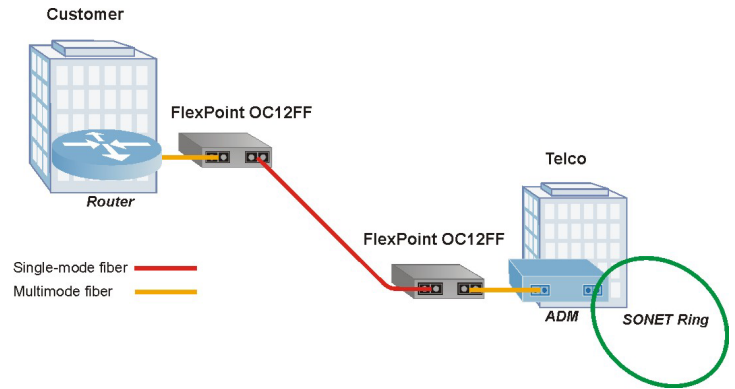 Customer
FlexPoint OC12FF
Router
Telco
FlexPoint OC12FF
Single-mode fiber
Multimode fiber
ADM
SONET Ring